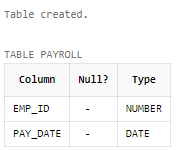 Table created.
TABLE PAYROLL
Column Null? Type
EMP_ID - NUMBER
PAY_DATE - DATE